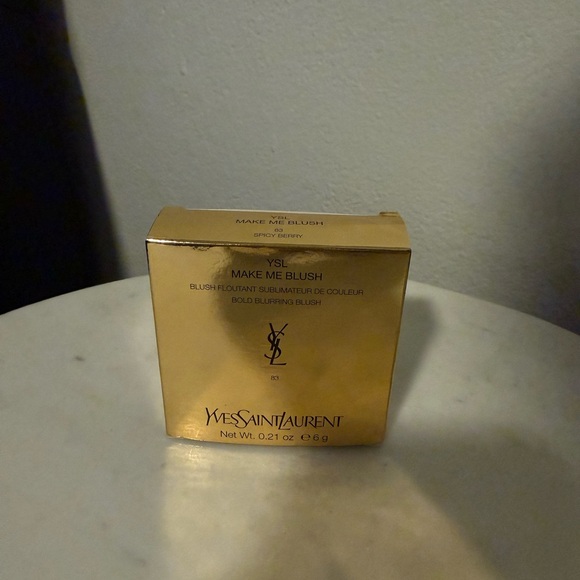 YSL
MAKE ME BLUSH
83
SPICY BERRY
YSL
MAKE ME BLUSH
BLUSH FLOUTANT SUBLIMATEUR DE COULEUR
BOLD BLURRING BLUSH
YSL
83
YVESSAINTLAURENT
Net Wt. 0.21 oz ℮ 6 g